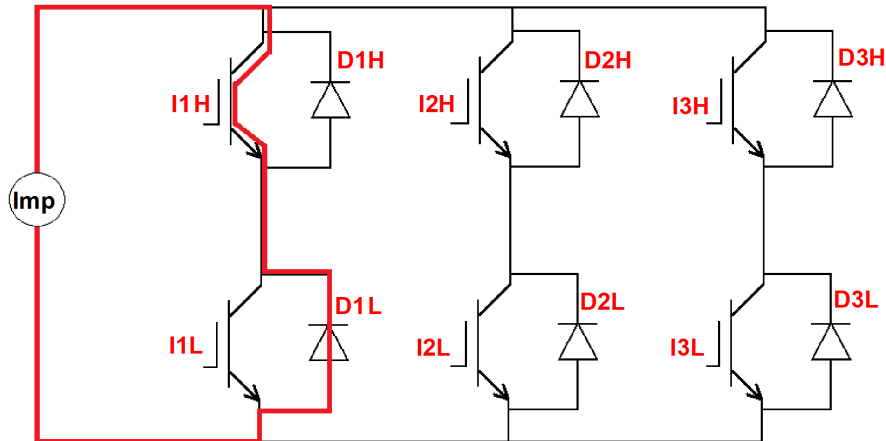 D1H
D2H
D3H
I1H
I2H
I3H
Imp
D1L
D2L
D3L
I1L
I2L
I3L